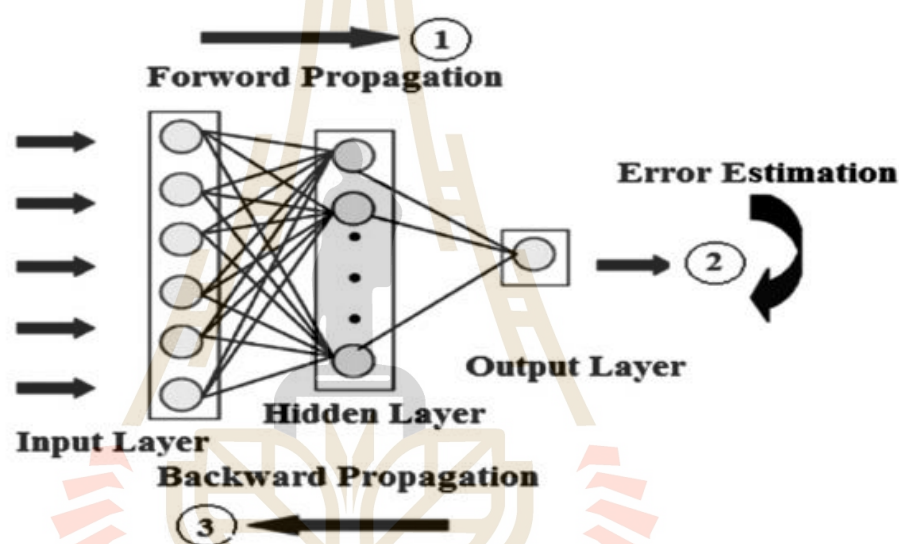 1
Forword Propagation
Error Estimation
2
Output Layer
Hidden Layer
Input Layer
Backward Propagation
3